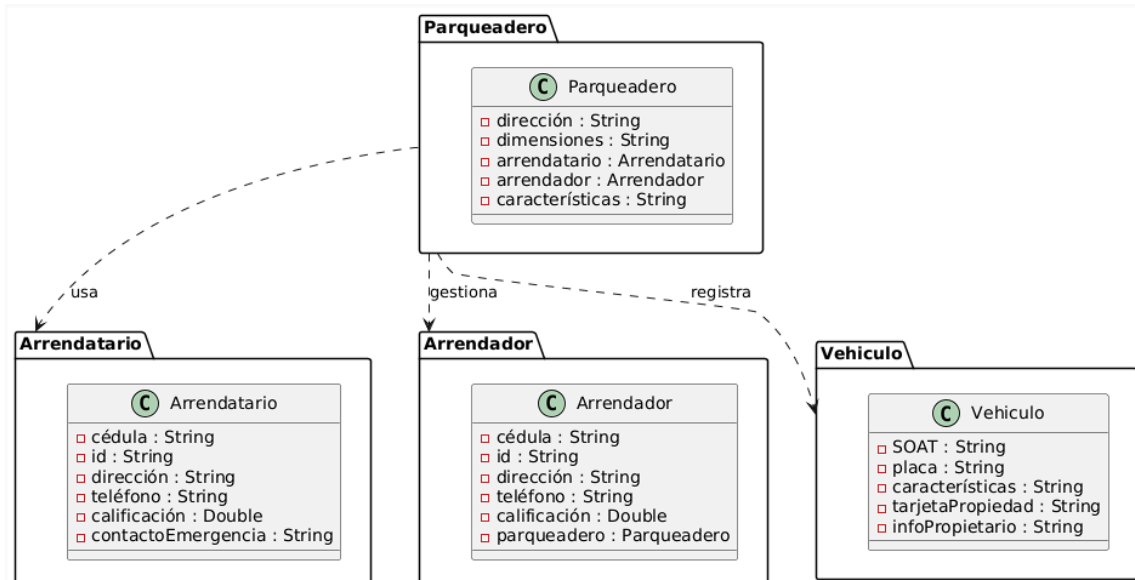 Parqueadero
C Parqueadero
dirección : String
dimensiones : String
arrendatario : Arrendatario
arrendador : Arrendador
características : String
usa
gestiona
registra
Arrendatario
C Arrendatario
cédula : String
id : String
dirección : String
teléfono : String
calificación : Double
contactoEmergencia : String
Arrendador
C Arrendador
cédula : String
id : String
dirección : String
teléfono : String
calificación : Double
parqueadero : Parqueadero
Vehiculo
C Vehiculo
SOAT : String
placa : String
características : String
tarjetaPropiedad : String
infoPropietario : String